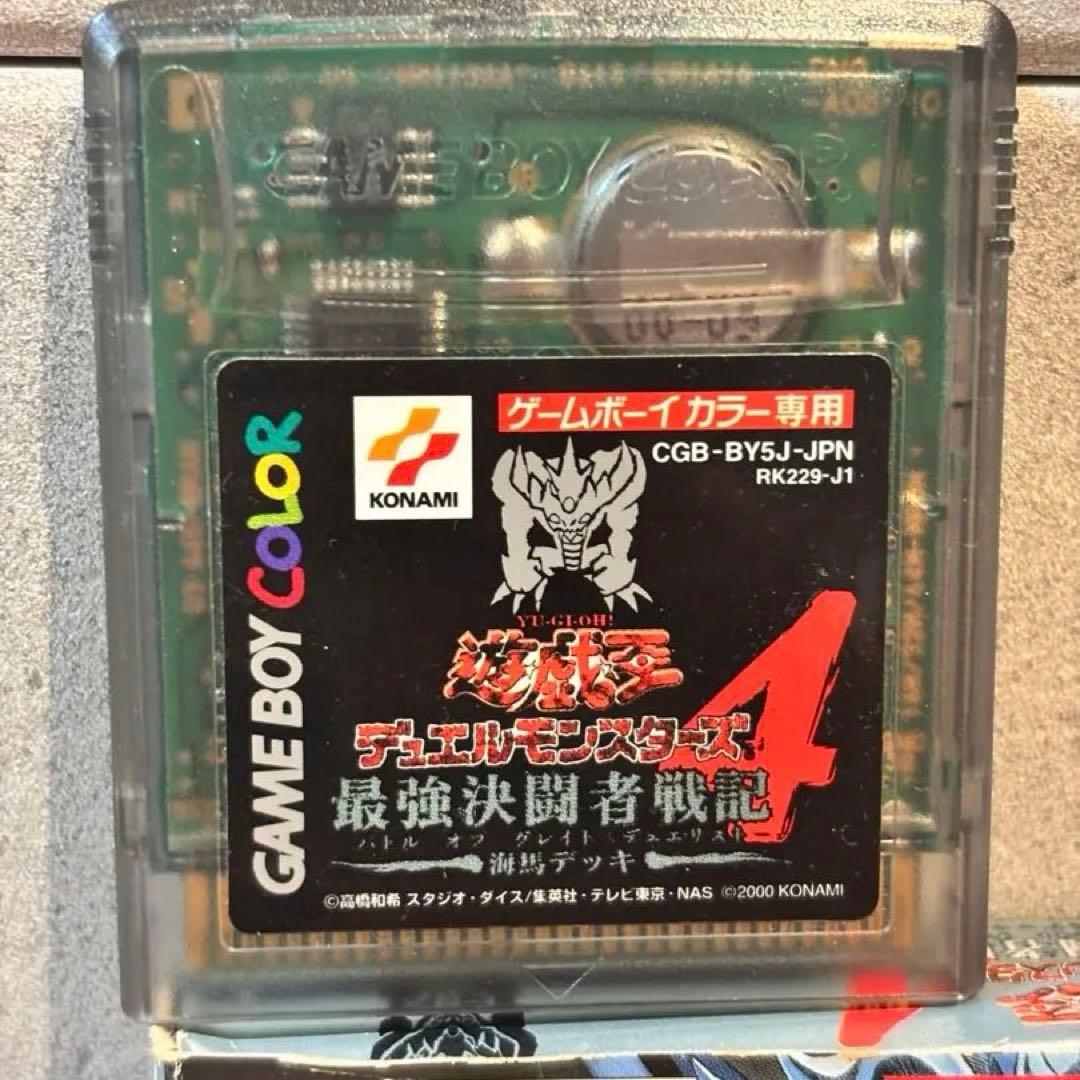 GAME BOY COLOR
GAME BOY COLOR
KONAMI
ゲームボーイ カラー専用
CGB-BY5J-JPN
RK229-J1
YU-GI-OH!
遊戯王
デュエルモンスターズ4
最強決闘者戦記
バトル オブ グレイト デュエリスト
海馬デッキ
©高橋和希 スタジオ・ダイス/集英社・テレビ東京・NAS ©2000 KONAMI